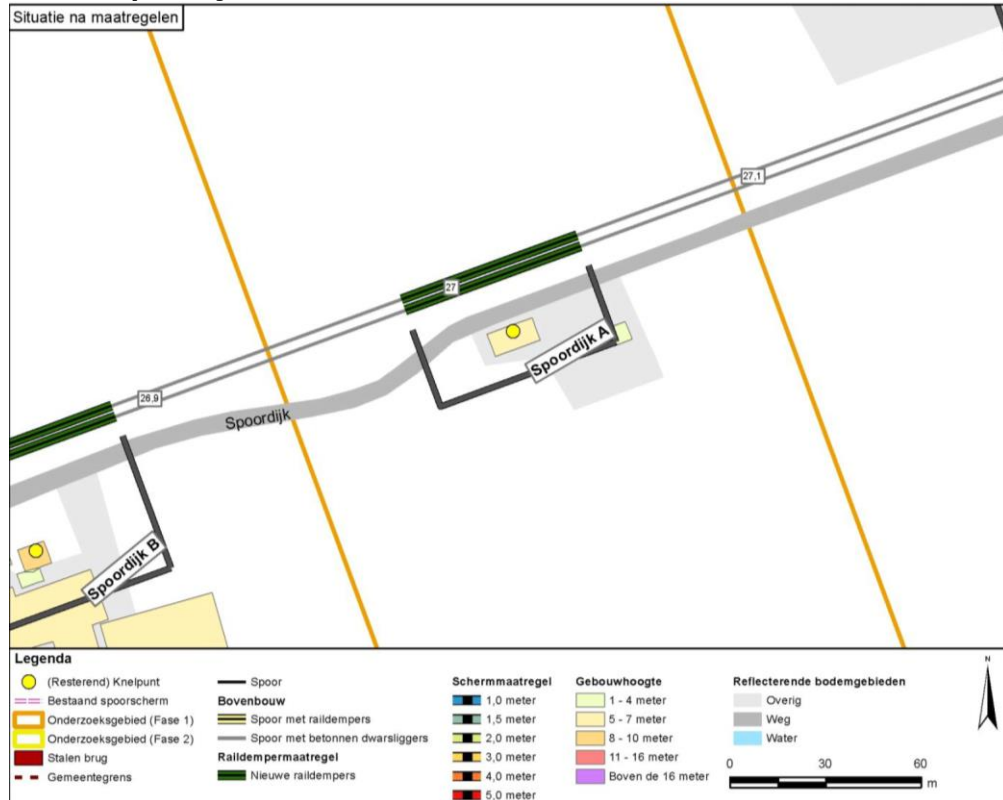 Situatie na maatregelen
27,1
27
Spoordijk A
26,9
Spoordijk
Spoordijk B
Legenda
(Resterend) Knelpunt
Bestaand spoorscherm
Onderzoeksgebied (Fase 1)
Onderzoeksgebied (Fase 2)
Stalen brug
Gemeentegrens
Spoor
Bovenbouw
Spoor met raildempers
Spoor met betonnen dwarsliggers
Raildempermaatregel
Nieuwe raildempers
Schermmaatregel
1,0 meter
1,5 meter
2,0 meter
3,0 meter
4,0 meter
5,0 meter
Gebouwhoogte
1 - 4 meter
5 - 7 meter
8 - 10 meter
11 - 16 meter
Boven de 16 meter
Reflecterende bodemgebieden
Overig
Weg
Water
N
0 30 60
m